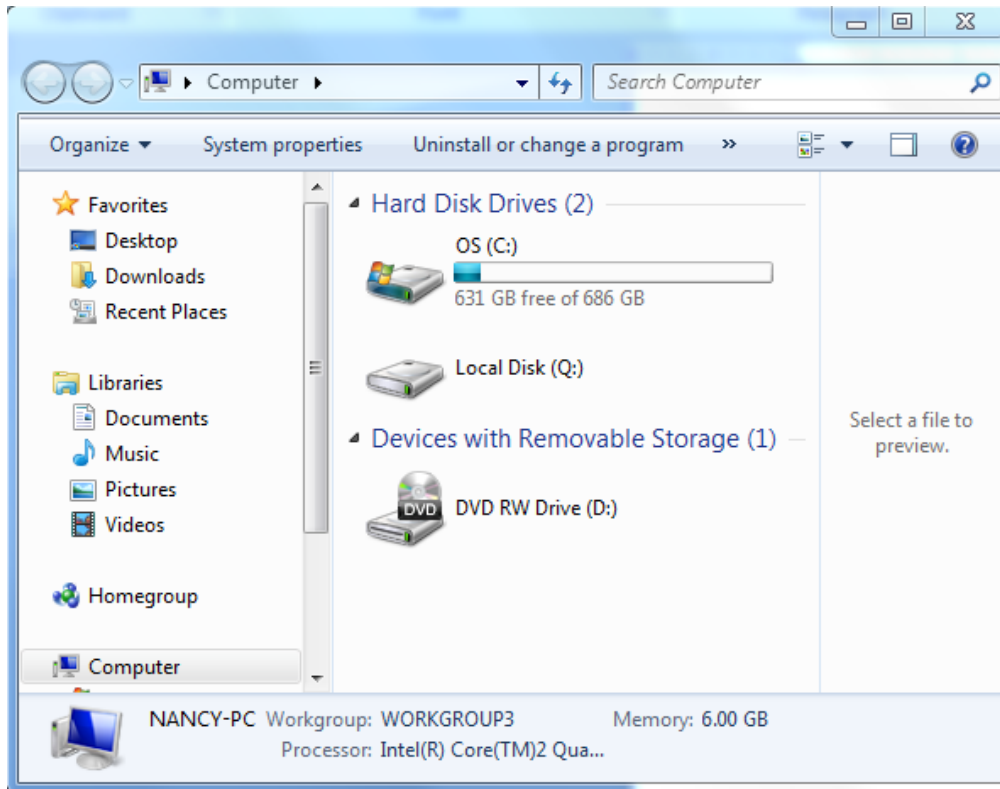 Computer
Search Computer
Organize System properties Uninstall or change a program »
Favorites
Desktop
Downloads
Recent Places
Libraries
Documents
Music
Pictures
Videos
Homegroup
Computer
Hard Disk Drives (2)
OS (C:)
631 GB free of 686 GB
Local Disk (Q:)
Devices with Removable Storage (1)
DVD
DVD RW Drive (D:)
Select a file to
preview.
NANCY-PC Workgroup: WORKGROUP3 Memory: 6.00 GB
Processor: Intel(R) Core(TM)2 Qua...